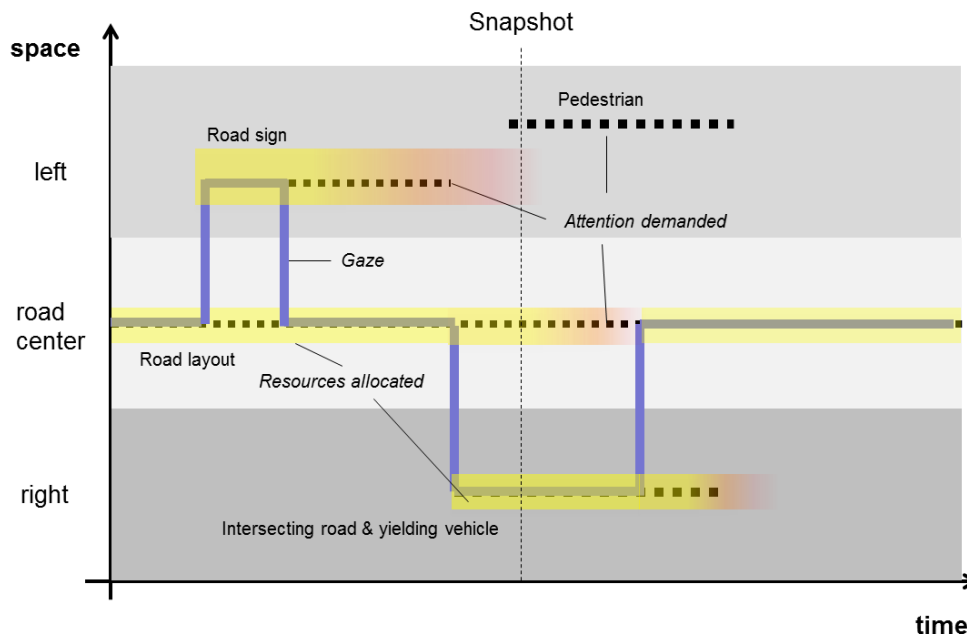 Snapshot
space
Pedestrian
Road sign
left
Attention demanded
Gaze
road
center
Road layout
Resources allocated
right
Intersecting road & yielding vehicle
time